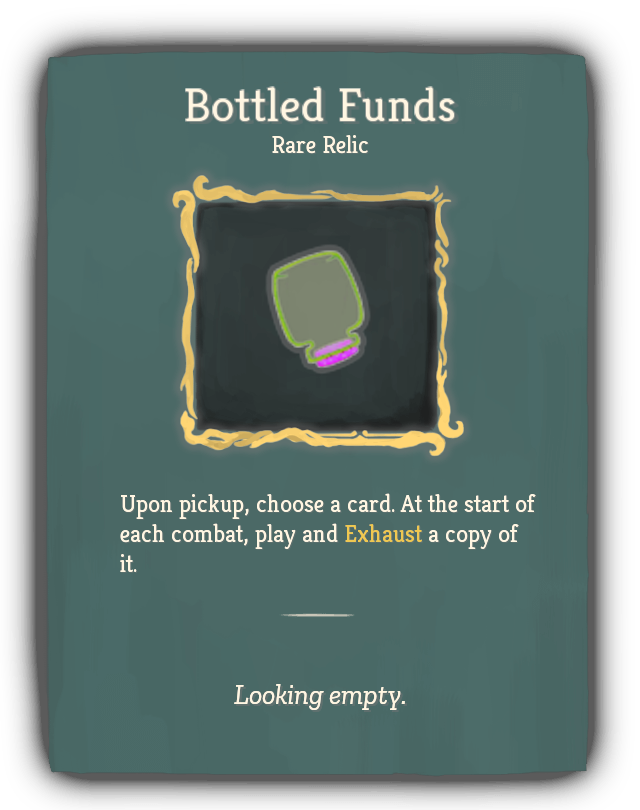 Bottled Funds
Rare Relic
Upon pickup, choose a card. At the start of
each combat, play and Exhaust a copy of
it.
Looking empty.